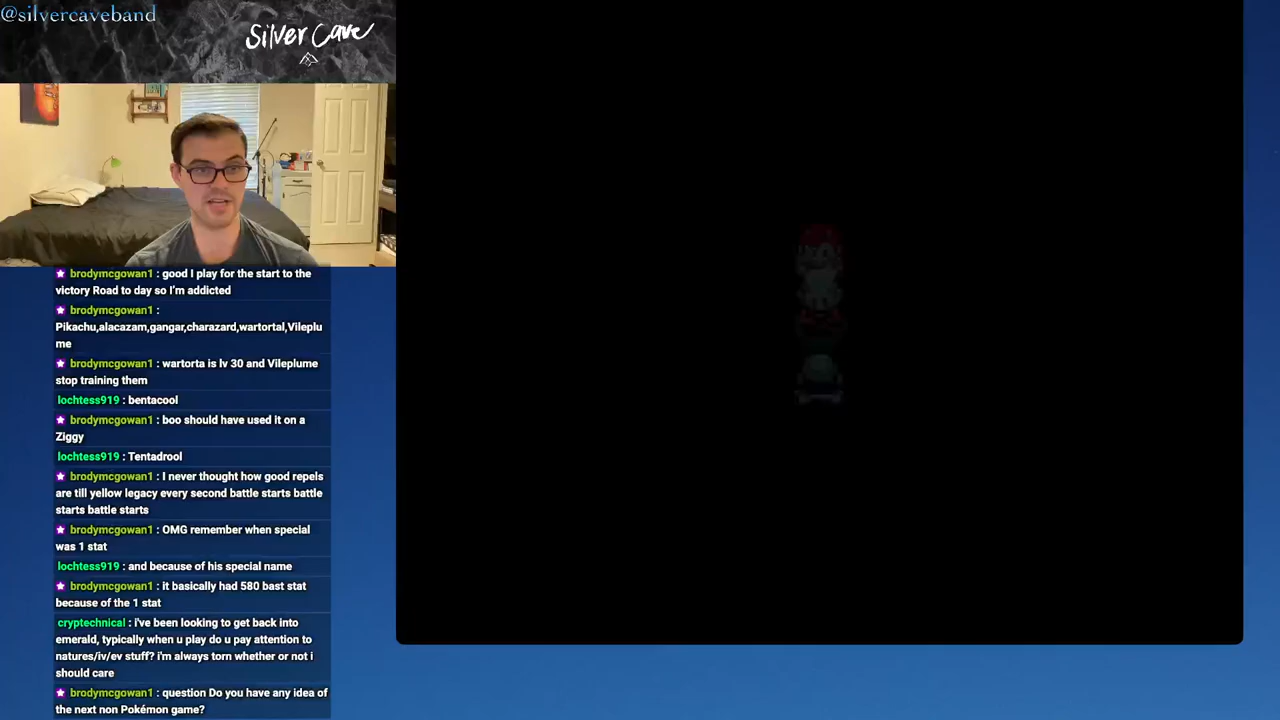 @silvercaveband
Silver Cave
brodymcgowan1 : good I play for the start to the
victory Road to day so I'm addicted
brodymcgowan1 :
Pikachu,alacazam,gangar,charazard,wartortal,Vileplu
me
brodymcgowan1 : wartorta is lv 30 and Vileplume
stop training them
lochtess919 : bentacool
brodymcgowan1 : boo should have used it on a
Ziggy
lochtess919 : Tentadrool
brodymcgowan1 : I never thought how good repels
are till yellow legacy every second battle starts battle
starts battle starts
brodymcgowan1 : OMG remember when special
was 1 stat
lochtess919 : and because of his special name
brodymcgowan1 : it basically had 580 bast stat
because of the 1 stat
cryptechnical : i've been looking to get back into
emerald, typically when u play do u pay attention to
natures/iv/ev stuff? i'm always torn whether or not i
should care
brodymcgowan1 : question Do you have any idea of
the next non Pokémon game?